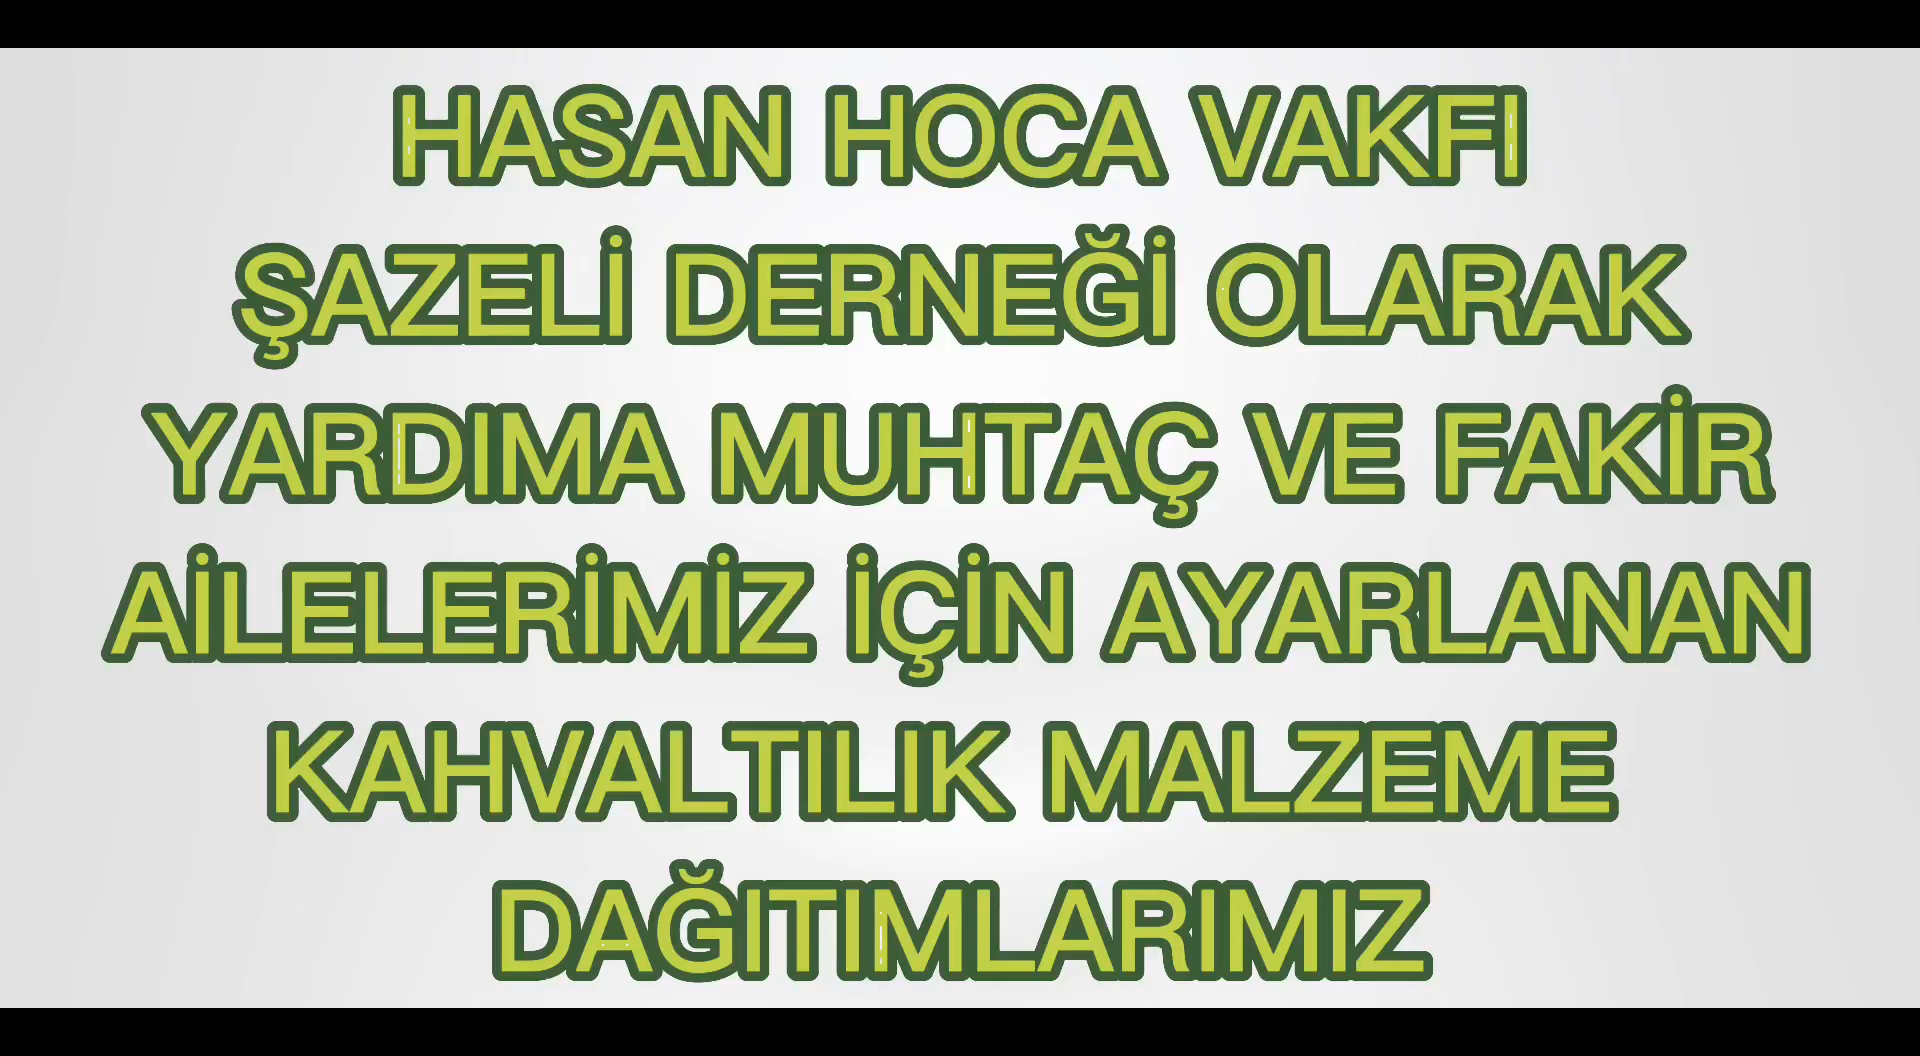 HASAN HOCA VAKFI
ŞAZELİ DERNEĞİ OLARAK
YARDIMA MUHTAÇ VE FAKİR
AİLELERİMİZ İÇİN AYARLANAN
KAHVALTILIK MALZEME
DAĞITIMLARIMIZ